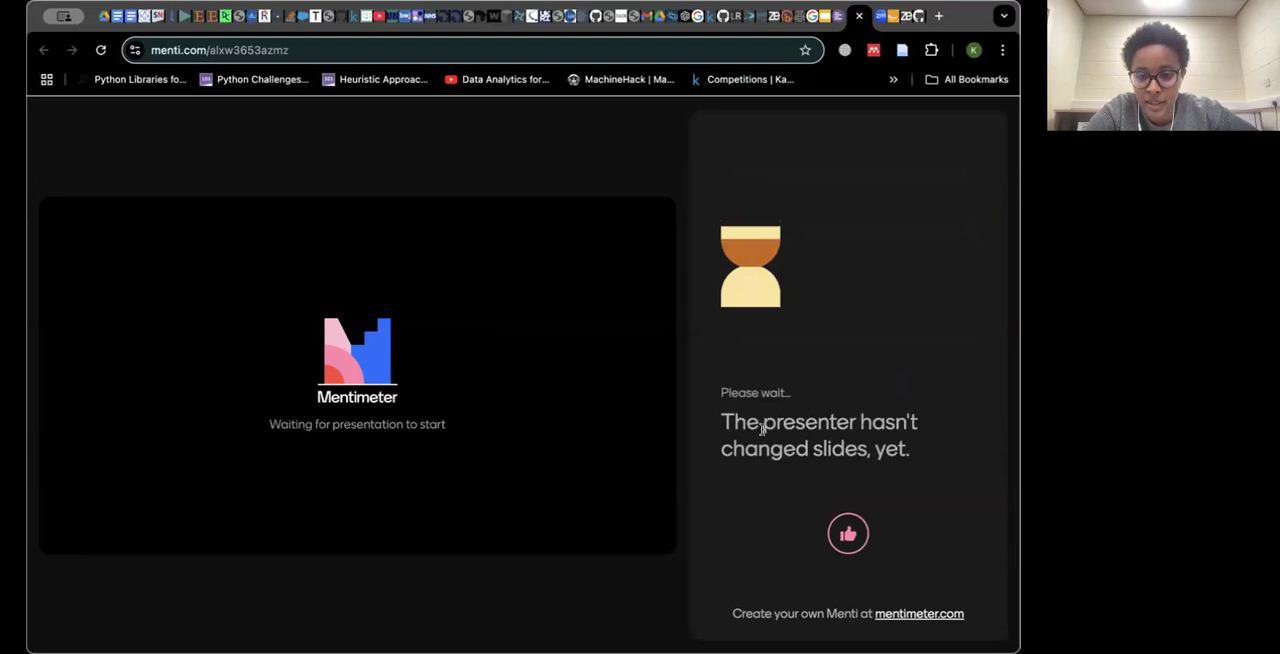 menti.com/alxw3653azmz
K
Python Libraries fo...
Python Challenges...
Heuristic Approac...
Data Analytics for...
MachineHack | Ma...
Competitions | Ka...
»
All Bookmarks
Mentimeter
Waiting for presentation to start
Please wait...
The presenter hasn't
changed slides, yet.
Create your own Menti at mentimeter.com